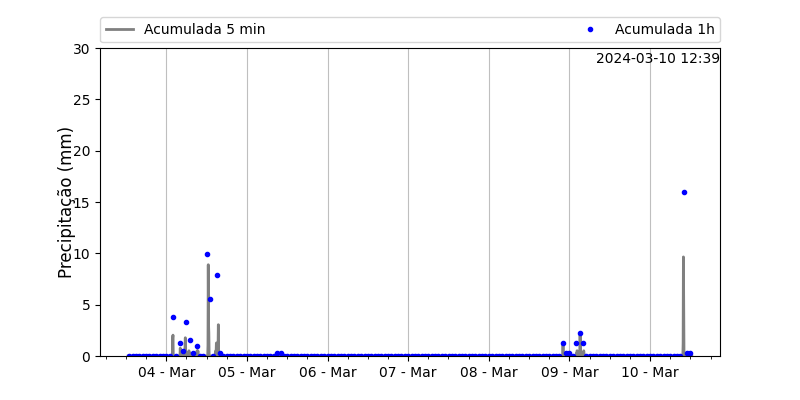 Acumulada 5 min
Acumulada 1h
2024-03-10 12:39
Precipitação (mm)
30
25
20
15
10
5
0
04 - Mar
05 - Mar
06 - Mar
07 - Mar
08 - Mar
09 - Mar
10 - Mar